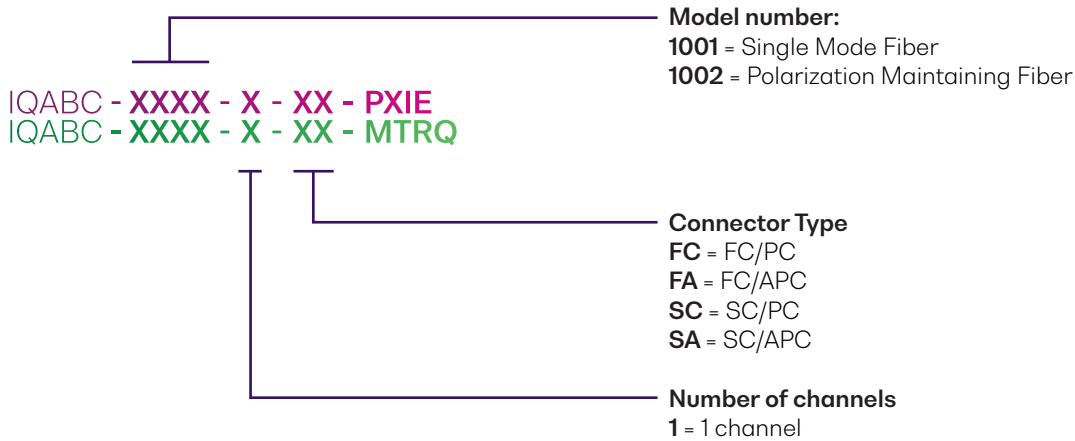 Model number:
1001 = Single Mode Fiber
1002 = Polarization Maintaining Fiber
IQABC - XXXX - X - XX - PXIE
IQABC - XXXX - X - XX - MTRQ
Connector Type
FC = FC/PC
FA = FC/APC
SC = SC/PC
SA = SC/APC
Number of channels
1 = 1 channel